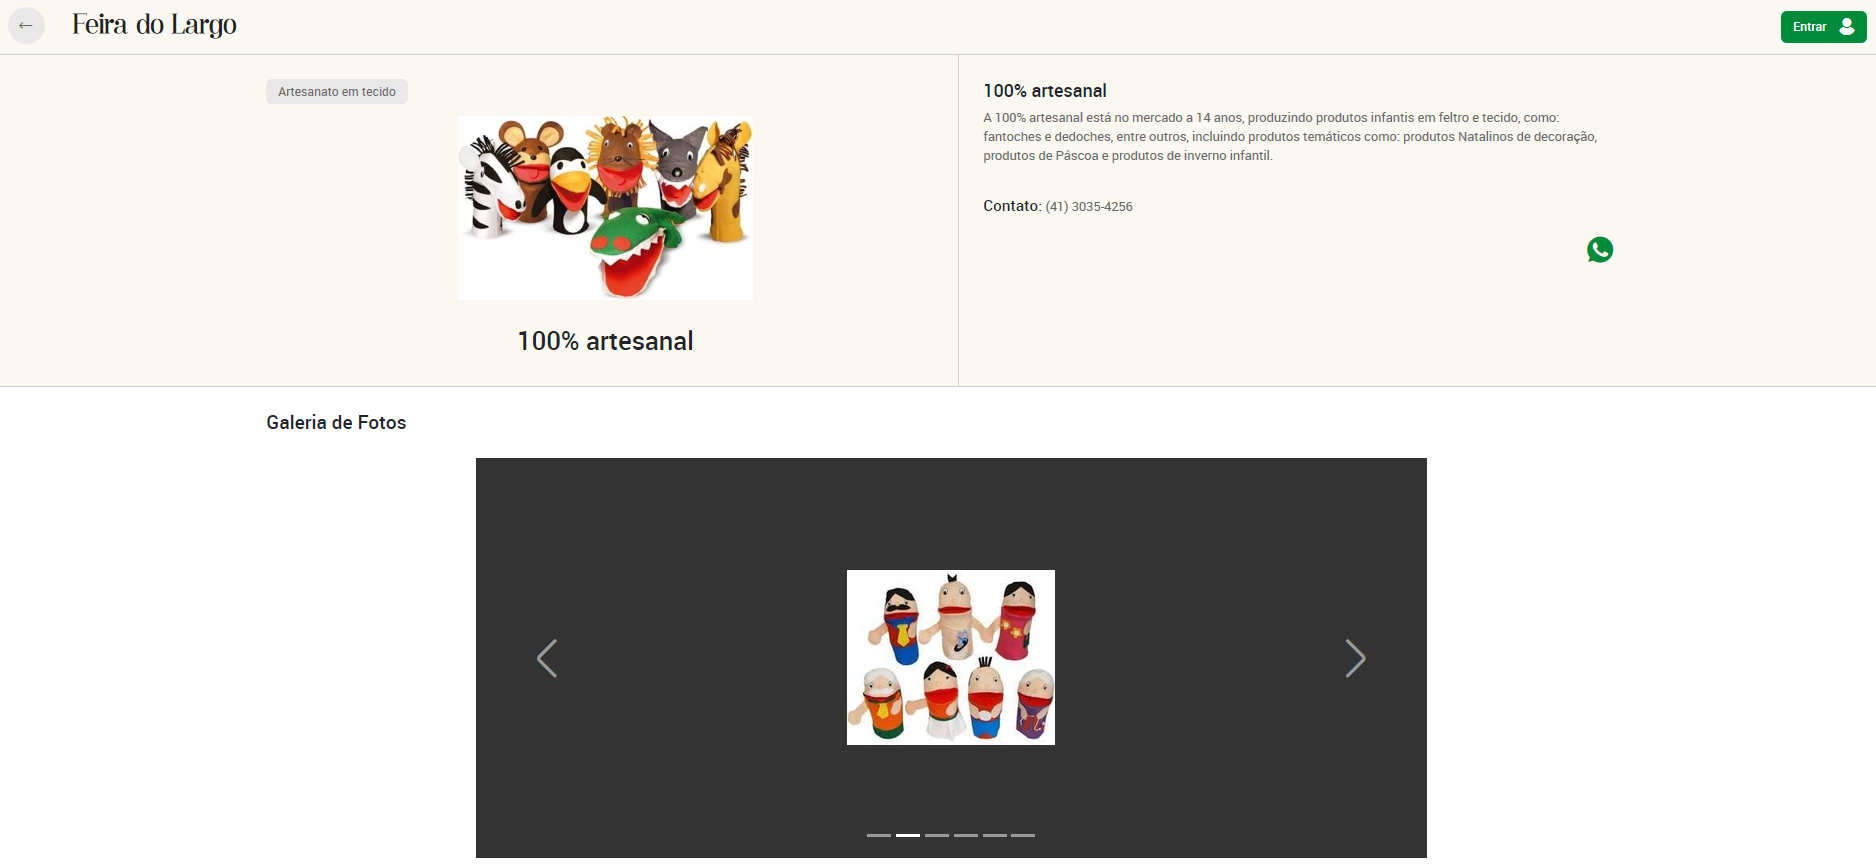 Feira do Largo
Entrar
Artesanato em tecido
100% artesanal
100% artesanal
A 100% artesanal está no mercado a 14 anos, produzindo produtos infantis em feltro e tecido, como:
fantoches e dedoches, entre outros, incluindo produtos temáticos como: produtos Natalinos de decoração,
produtos de Páscoa e produtos de inverno infantil.
Contato: (41) 3035-4256
Galeria de Fotos